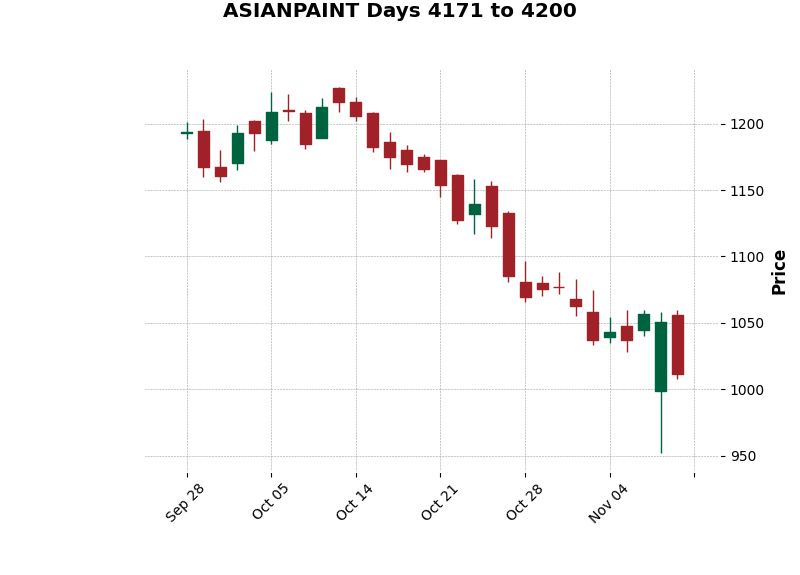 ASIANPAINT Days 4171 to 4200
1200
1150
1100
1050
1000
950
Price
Sep 28
Oct 05
Oct 14
Oct 21
Oct 28
Nov 04